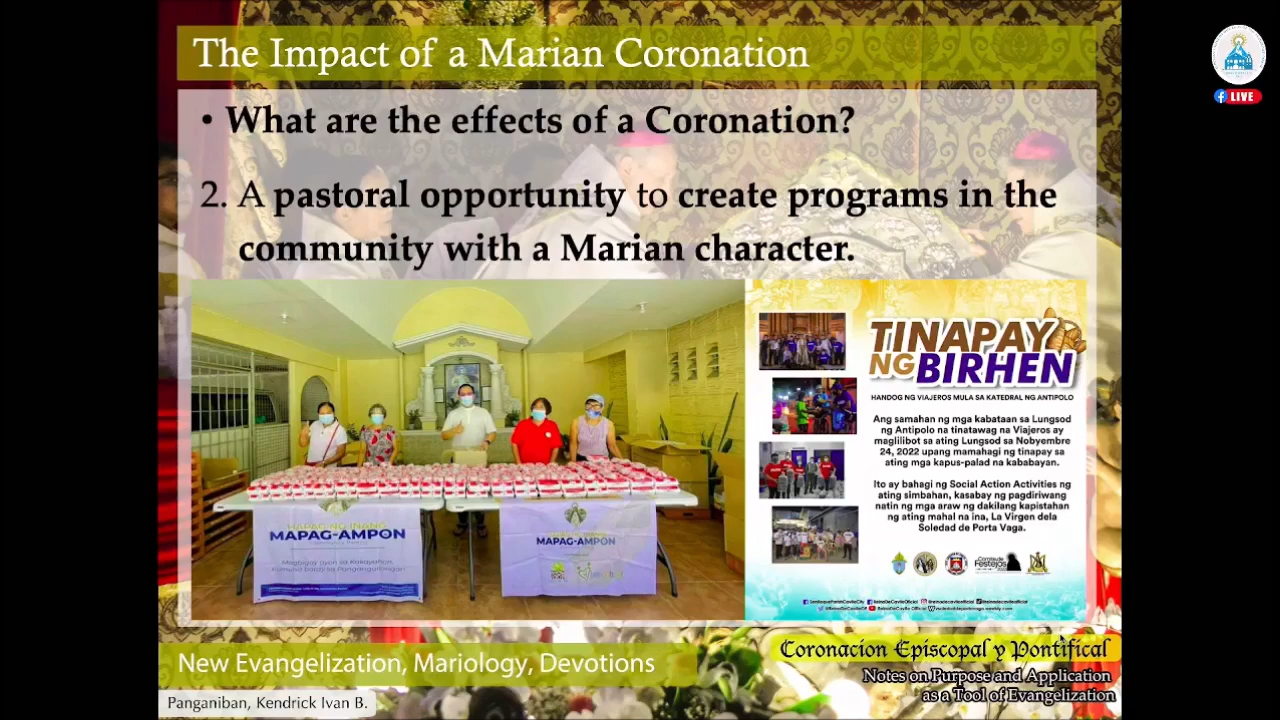 The Impact of a Marian Coronation
LIVE
• What are the effects of a Coronation?
2. A pastoral opportunity to create programs in the
community with a Marian character.
HAPAG NG INANG
MAPAG-AMPON
MAPAG-AMPON
TINAPAY
NG BIRHEN
HANDOG NG VIAJEROS MULA SA KATEDRAL NG ANTIPOLO
Ang samahan ng mga kabataan sa Lungsod
ng Antipolo na tinatawag na Viajeros ay
maglilibot sa ating Lungsod sa Nobyembre
24, 2022 upang mamahagi ng tinapay sa
ating mga kapus-palad na kababayan.
Ito ay bahagi ng Social Action Activities ng
ating simbahan, kasabay ng pagdiriwang
natin ng mga araw ng dakilang kapistahan
ng ating mahal na ina, La Virgen dela
Soledad de Porta Vaga.
Festejos
New Evangelization, Mariology, Devotions
Coronacion Episcopal y Pontifical
Notes on Purpose and Application
as a Tool of Evangelization
Panganiban, Kendrick Ivan B.